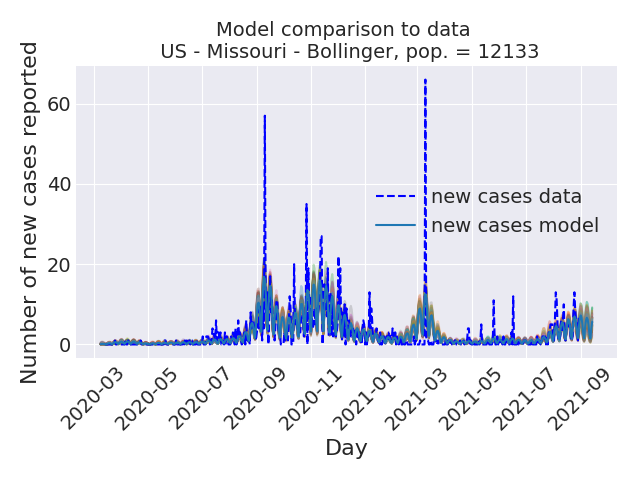 Model comparison to data
US - Missouri - Bollinger, pop. = 12133
Number of new cases reported
60
40
20
0
new cases data
new cases model
2020-03
2020-05
2020-07
2020-09
2020-11
2021-01
2021-03
2021-05
2021-07
2021-09
Day